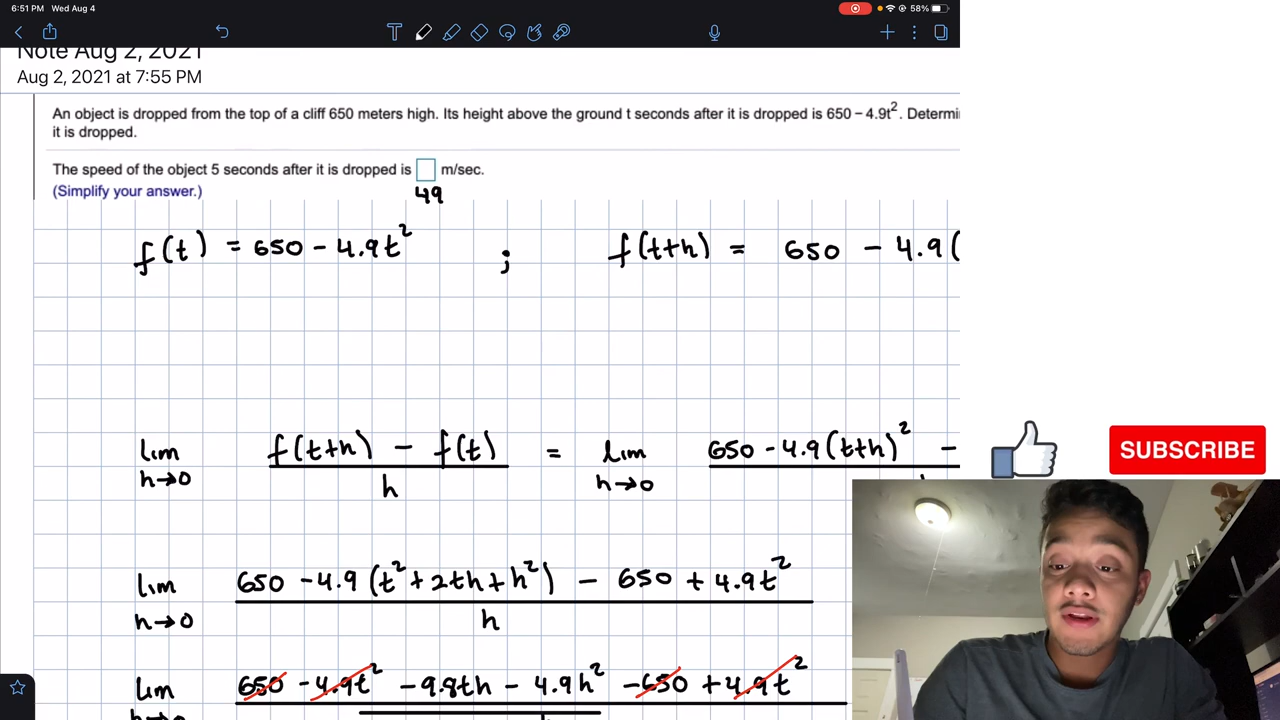 6:51 PM Wed Aug 4
58%
Note Aug 2, 2021
Aug 2, 2021 at 7:55 PM
An object is dropped from the top of a cliff 650 meters high. Its height above the ground t seconds after it is dropped is 650 − 4.9t². Determi
it is dropped.
The speed of the object 5 seconds after it is dropped is m/sec.
(Simplify your answer.)
49
f(t) = 650 − 4.9t² ; f(t+h) = 650 − 4.9(
lim h→0 f(t+h) − f(t) / h = lim h→0 650 − 4.9(t+h)² −
SUBSCRIBE
lim h→0 650 − 4.9(t² + 2th + h²) − 650 + 4.9t² / h
lim 650 − 4.9t² − 9.8th − 4.9h² − 650 + 4.9t²